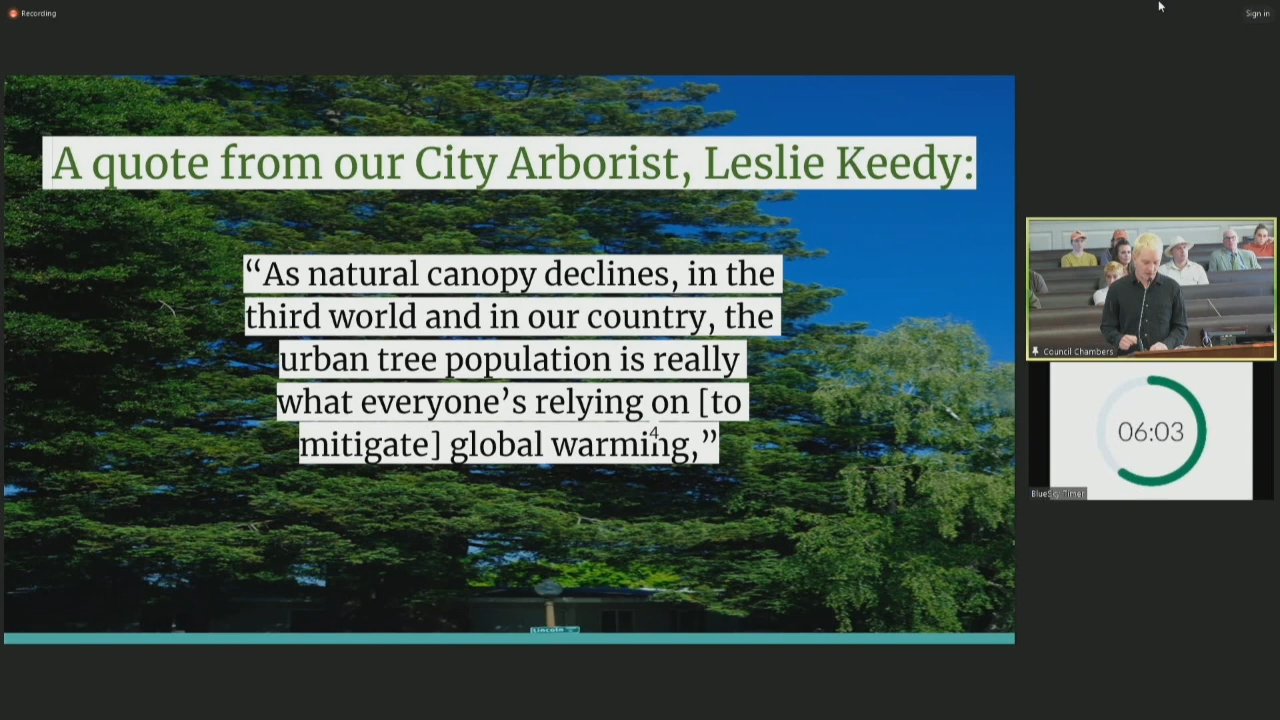 Recording
Sign in
A quote from our City Arborist, Leslie Keedy:
“As natural canopy declines, in the
third world and in our country, the
urban tree population is really
what everyone’s relying on [to
mitigate] global warming,”
4
Council Chambers
06:03
BlueSky Timer
Lincoln